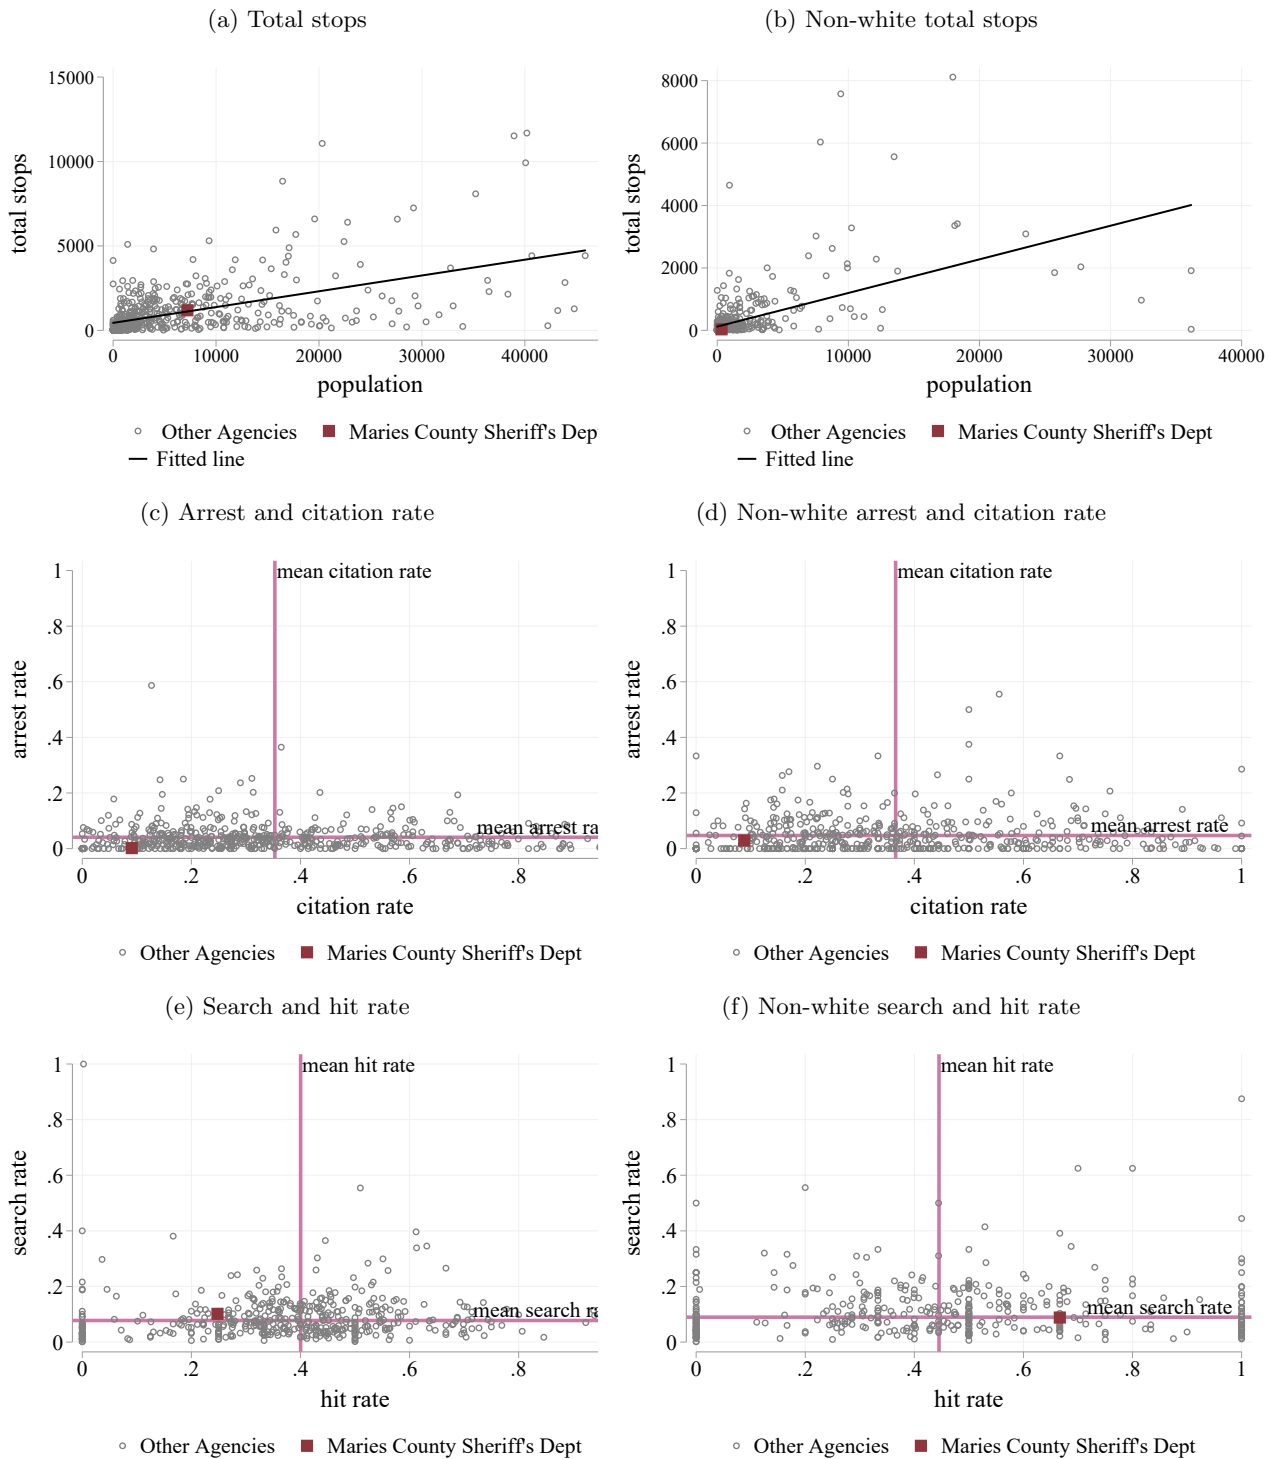 (a) Total stops
(b) Non-white total stops
total stops
15000
10000
5000
0
0 10000 20000 30000 40000
population
Other Agencies Maries County Sheriff's Dep
Fitted line
total stops
8000
6000
4000
2000
0
0 10000 20000 30000 40000
population
Other Agencies Maries County Sheriff's Dept
Fitted line
(c) Arrest and citation rate
(d) Non-white arrest and citation rate
mean citation rate
arrest rate
1
.8
.6
.4
.2
0
mean arrest ra
0 .2 .4 .6 .8
citation rate
Other Agencies Maries County Sheriff's Dept
mean citation rate
arrest rate
1
.8
.6
.4
.2
0
mean arrest rate
0 .2 .4 .6 .8 1
citation rate
Other Agencies Maries County Sheriff's Dept
(e) Search and hit rate
(f) Non-white search and hit rate
mean hit rate
search rate
1
.8
.6
.4
.2
0
mean search ra
0 .2 .4 .6 .8
hit rate
Other Agencies Maries County Sheriff's Dept
mean hit rate
search rate
1
.8
.6
.4
.2
0
mean search rate
0 .2 .4 .6 .8 1
hit rate
Other Agencies Maries County Sheriff's Dept